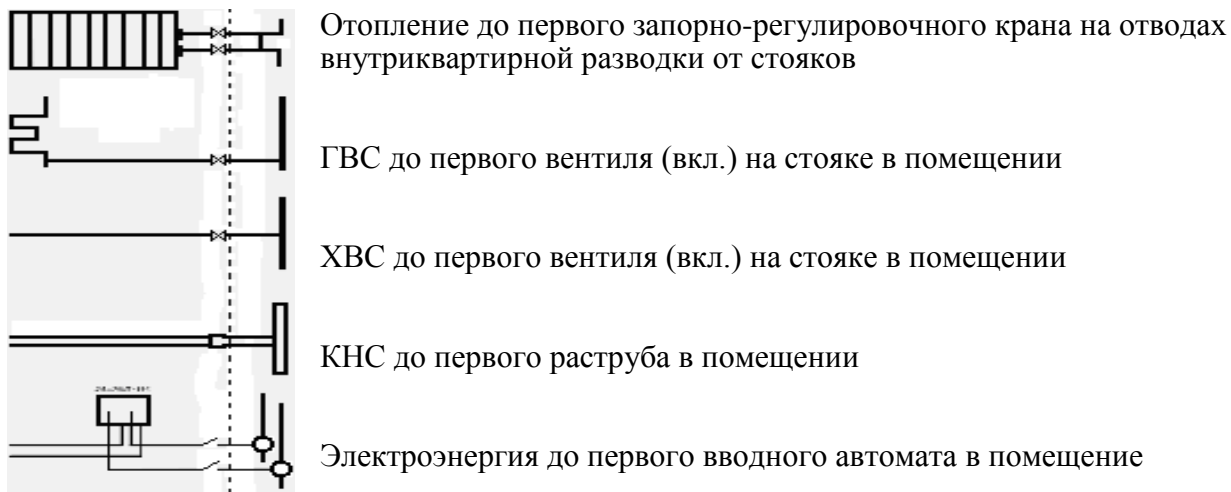 Отопление до первого запорно-регулировочного крана на отводах
внутриквартирной разводки от стояков
ГВС до первого вентиля (вкл.) на стояке в помещении
ХВС до первого вентиля (вкл.) на стояке в помещении
КНС до первого раструба в помещении
Электроэнергия до первого вводного автомата в помещение